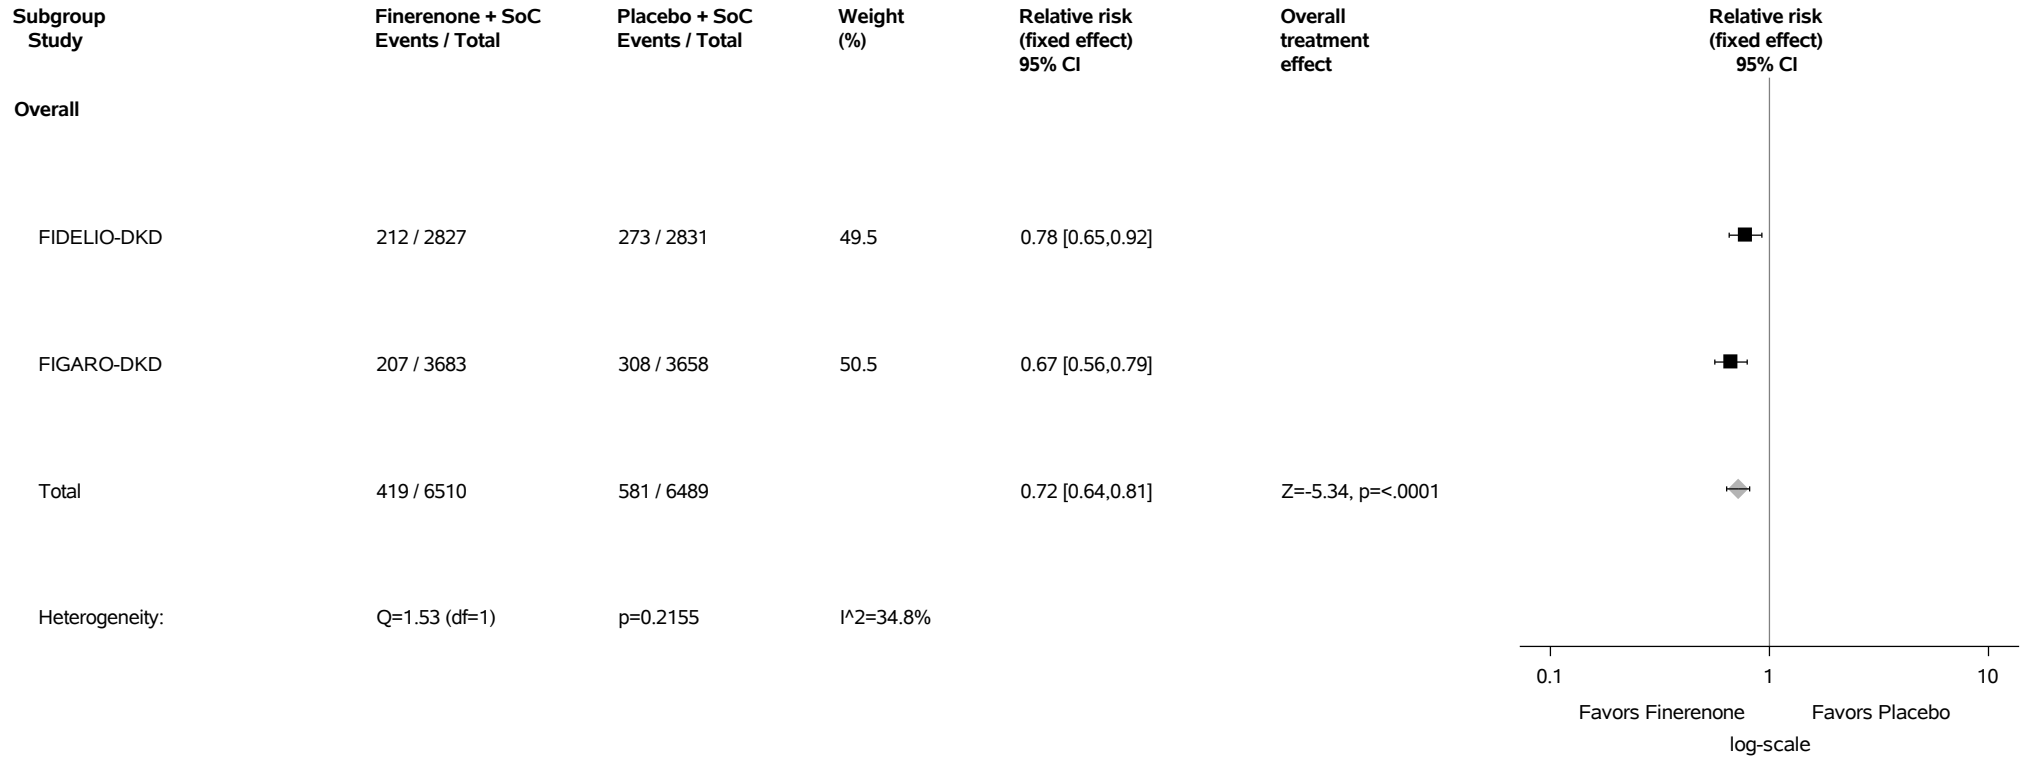 Subgroup Finerenone + SoC Placebo + SoC Weight Relative risk Overall Relative risk
Study Events / Total Events / Total (%) (fixed effect) treatment (fixed effect)
95% CI effect 95% CI
Overall
FIDELIO-DKD 212 / 2827 273 / 2831 49.5 0.78 [0.65,0.92]
FIGARO-DKD 207 / 3683 308 / 3658 50.5 0.67 [0.56,0.79]
Total 419 / 6510 581 / 6489 0.72 [0.64,0.81] Z=-5.34, p=<.0001
Heterogeneity: Q=1.53 (df=1) p=0.2155 I^2=34.8%
0.1 1 10
Favors Finerenone Favors Placebo
log-scale